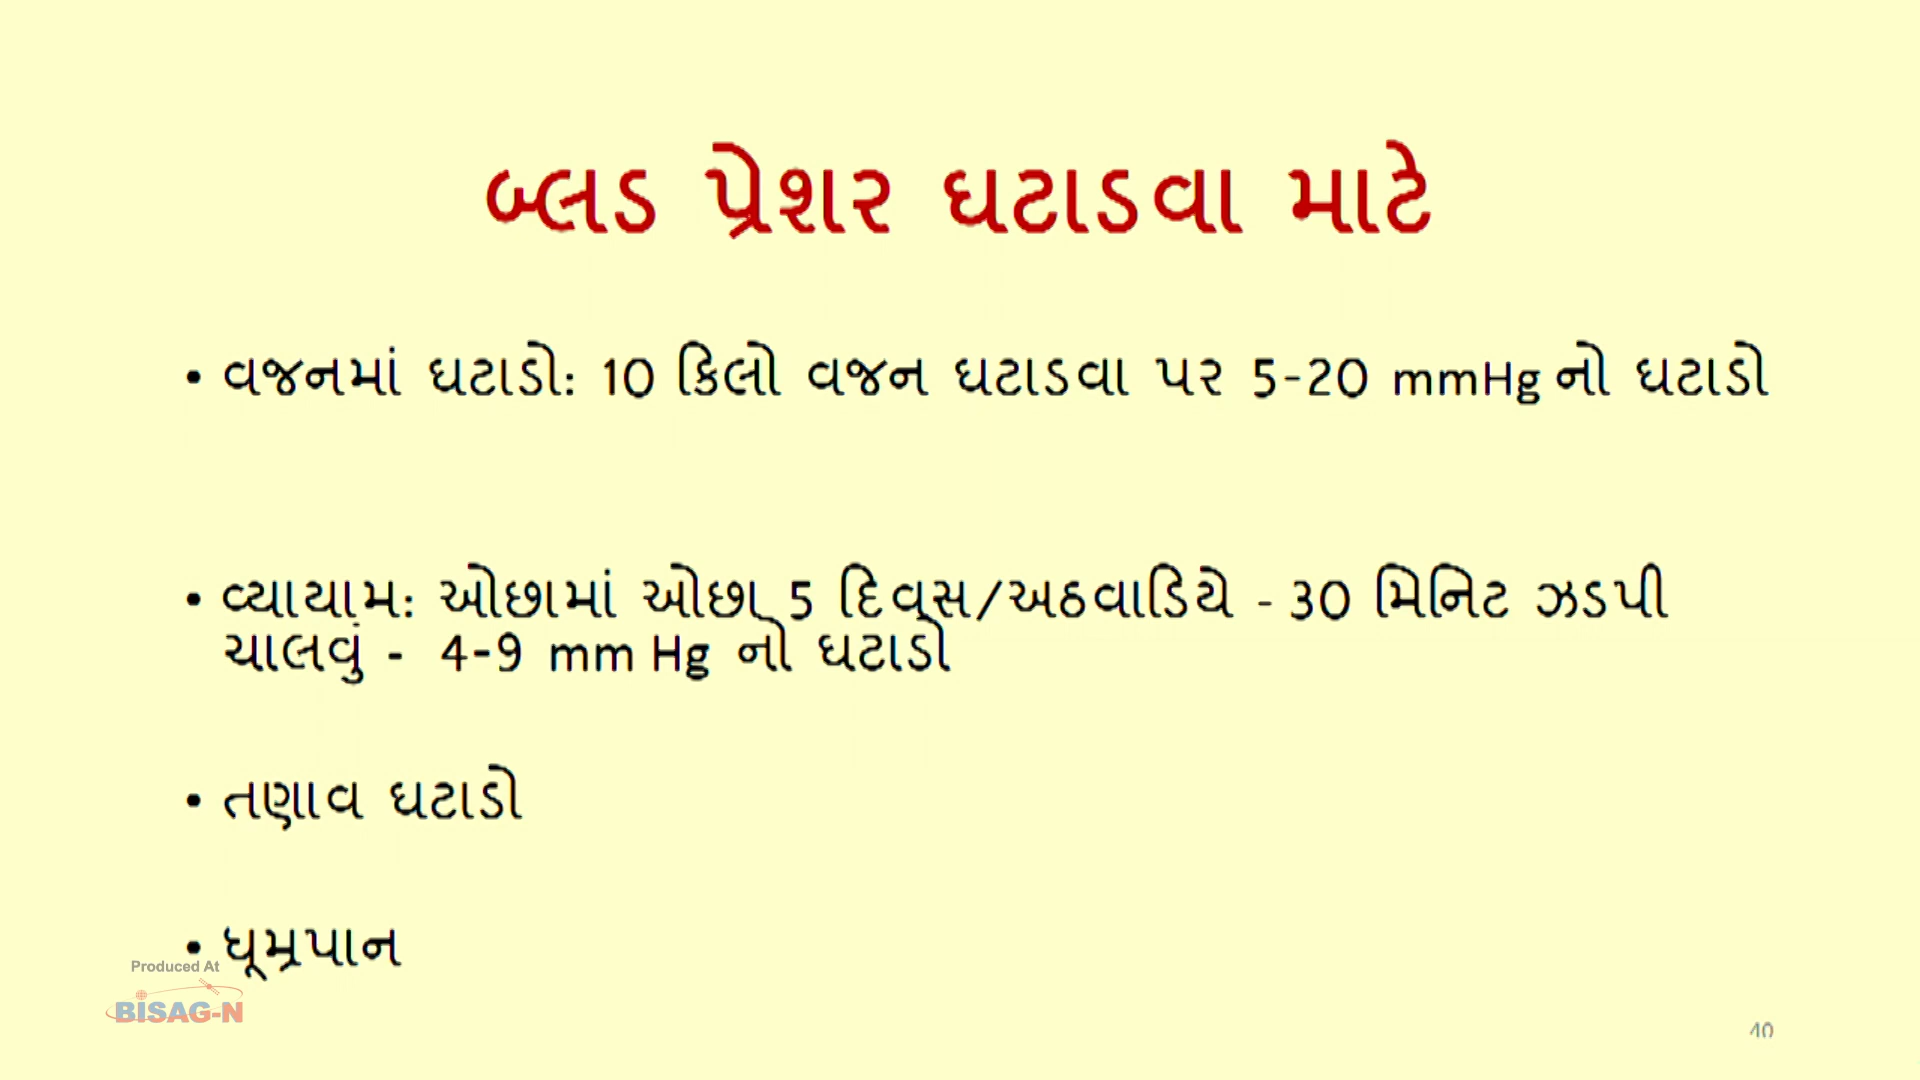 બ્લડ પ્રેશર ઘટાડવા માટે
• વજનમાં ઘટાડો: 10 કિલો વજન ઘટાડવા પર 5-20 mmHg નો ઘટાડો
• વ્યાયામ: ઓછામાં ઓછા 5 દિવસ/અઠવાડિયે - 30 મિનિટ ઝડપી
ચાલવું - 4-9 mm Hg નો ઘટાડો
• તણાવ ઘટાડો
• ધૂમ્રપાન
Produced At
BISAG-N
40